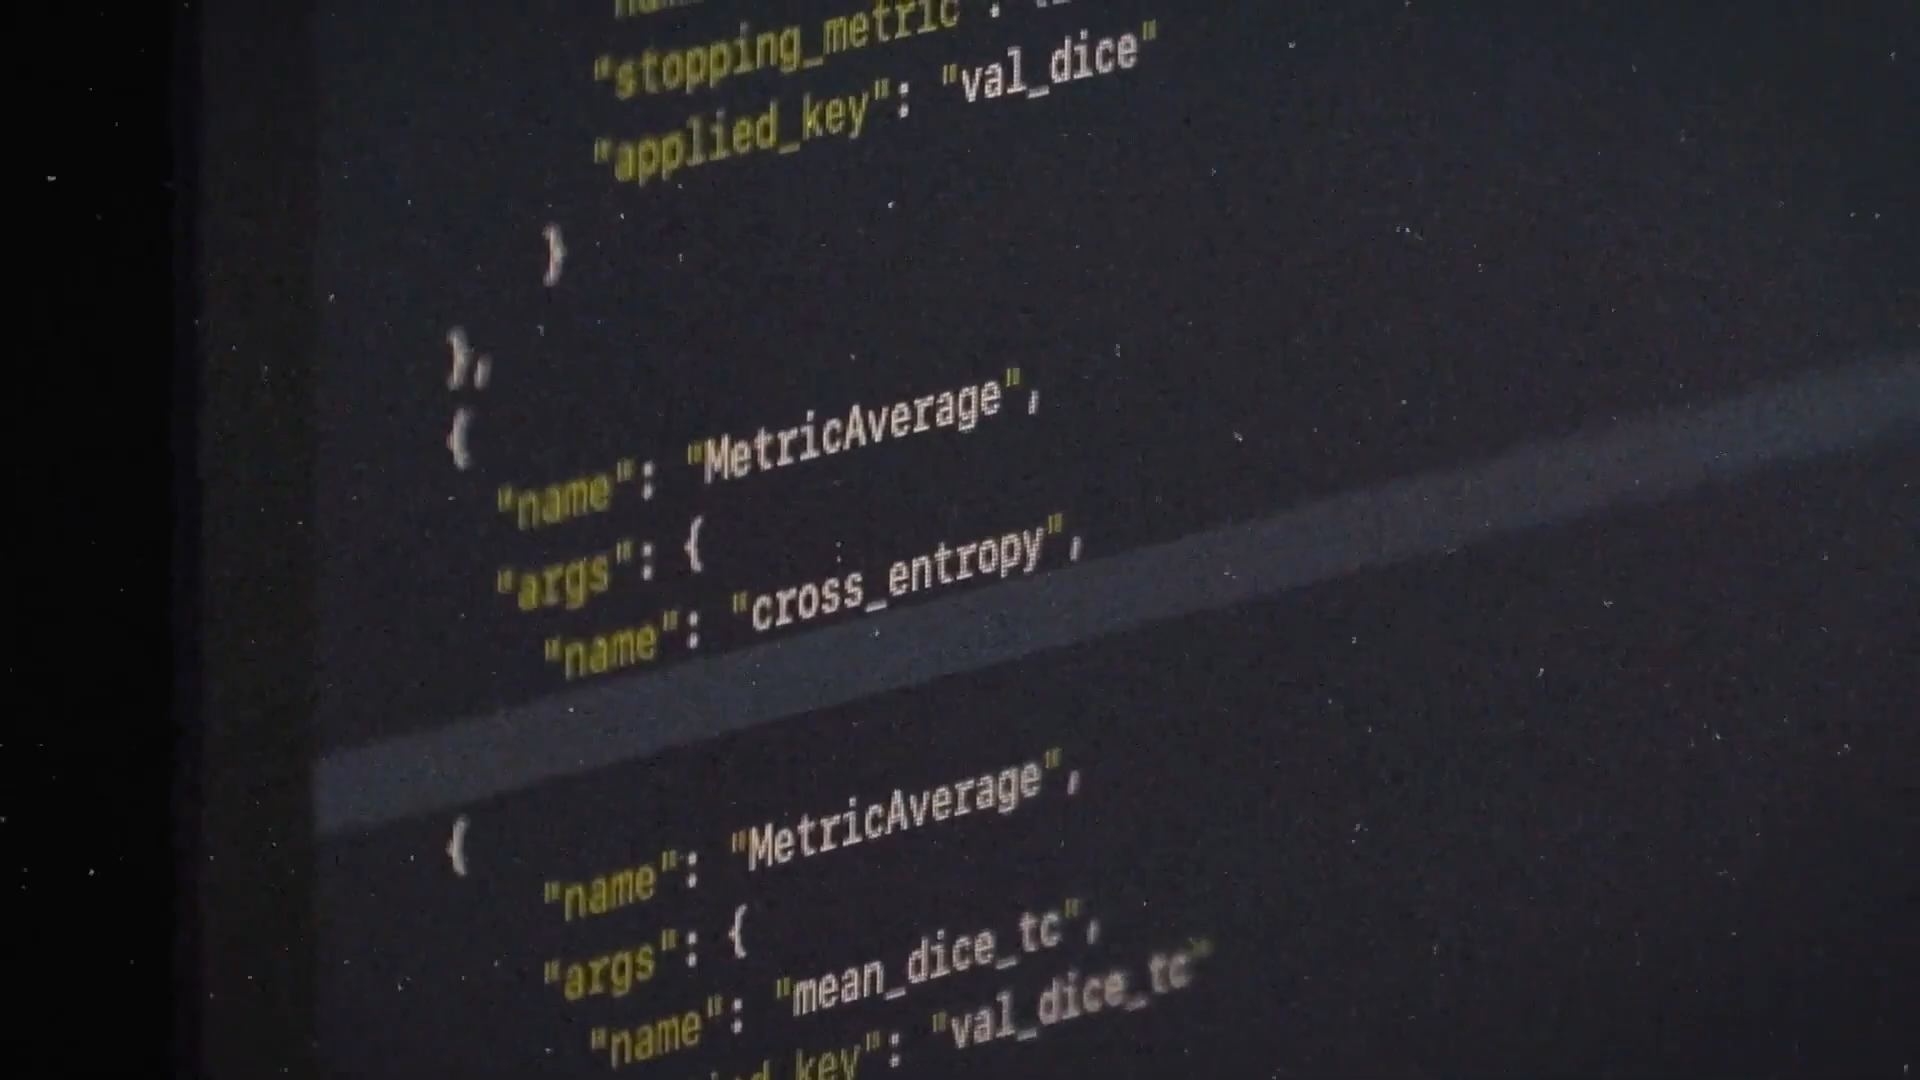 "stopping_metric":
"applied_key": "val_dice"
}
},
{
"name": "MetricAverage",
"args": {
"name": "cross_entropy",
{
"name": "MetricAverage",
"args": {
"name": "mean_dice_tc",
"val_dice_tc"